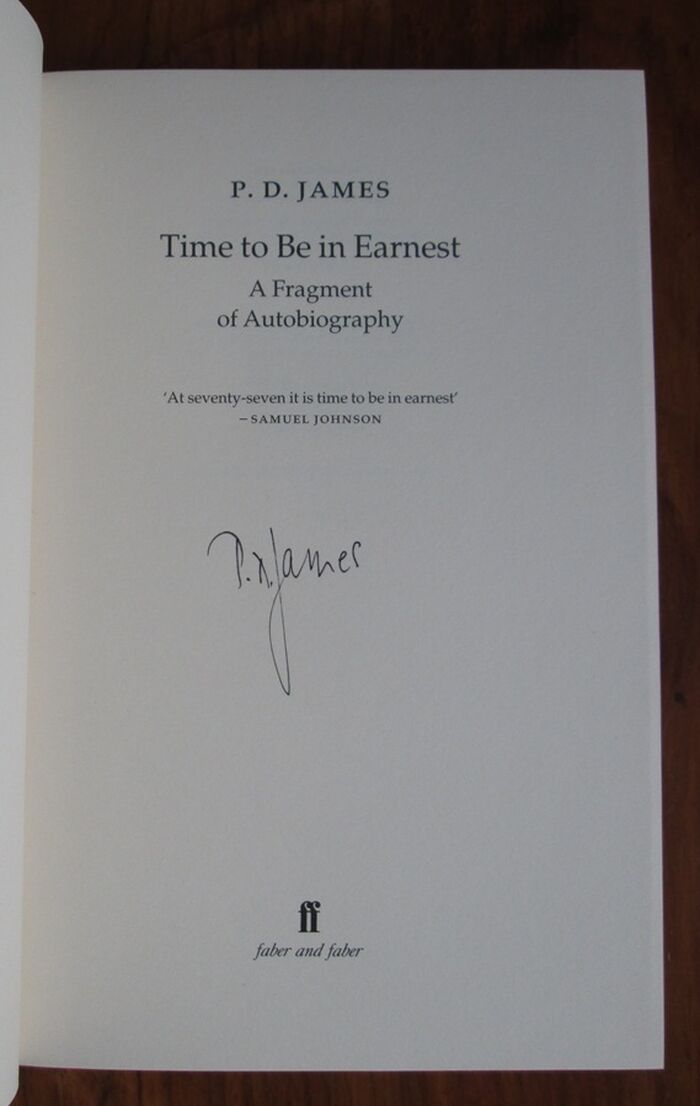 P. D. JAMES
Time to Be in Earnest
A Fragment
of Autobiography
‘At seventy-seven it is time to be in earnest’
– SAMUEL JOHNSON
P. D. James
ff
faber and faber